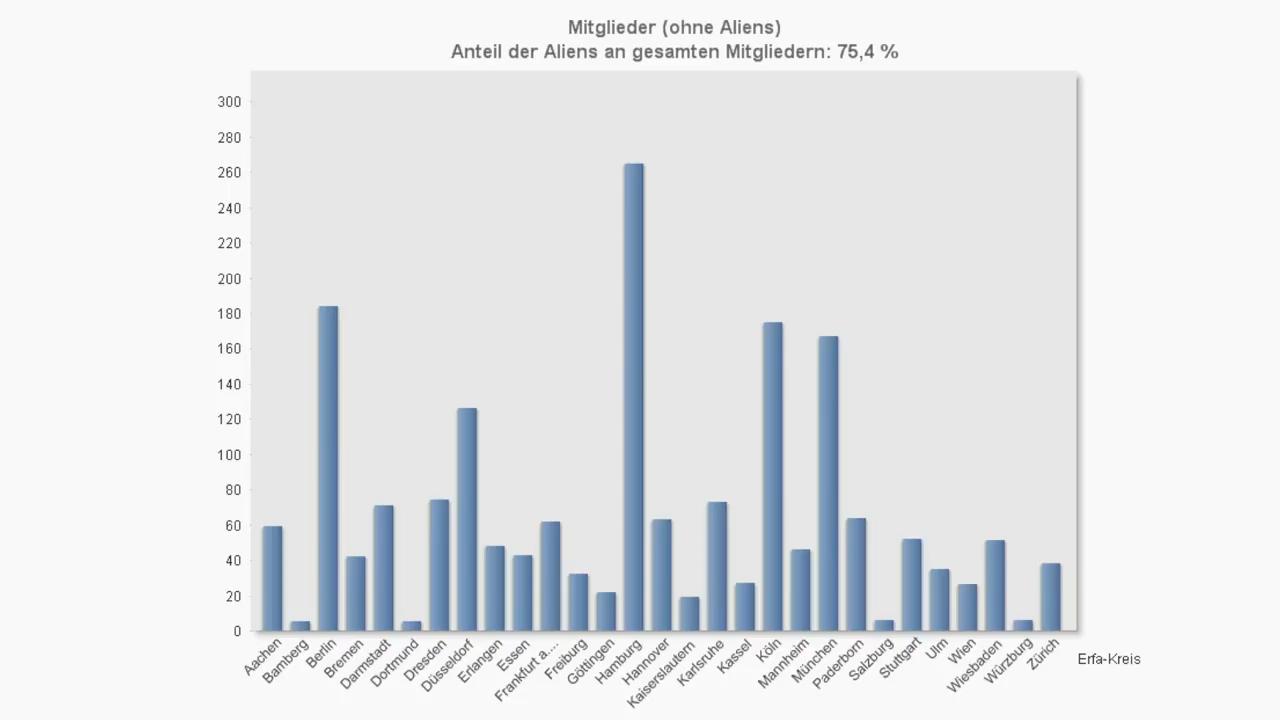 Mitglieder (ohne Aliens)
Anteil der Aliens an gesamten Mitgliedern: 75,4 %
300
280
260
240
220
200
180
160
140
120
100
80
60
40
20
0
Aachen
Bamberg
Berlin
Bremen
Darmstadt
Dortmund
Dresden
Düsseldorf
Erlangen
Essen
Frankfurt a....
Freiburg
Göttingen
Hamburg
Hannover
Kaiserslautern
Karlsruhe
Kassel
Köln
Mannheim
München
Paderborn
Salzburg
Stuttgart
Ulm
Wien
Wiesbaden
Würzburg
Zürich
Erfa-Kreis